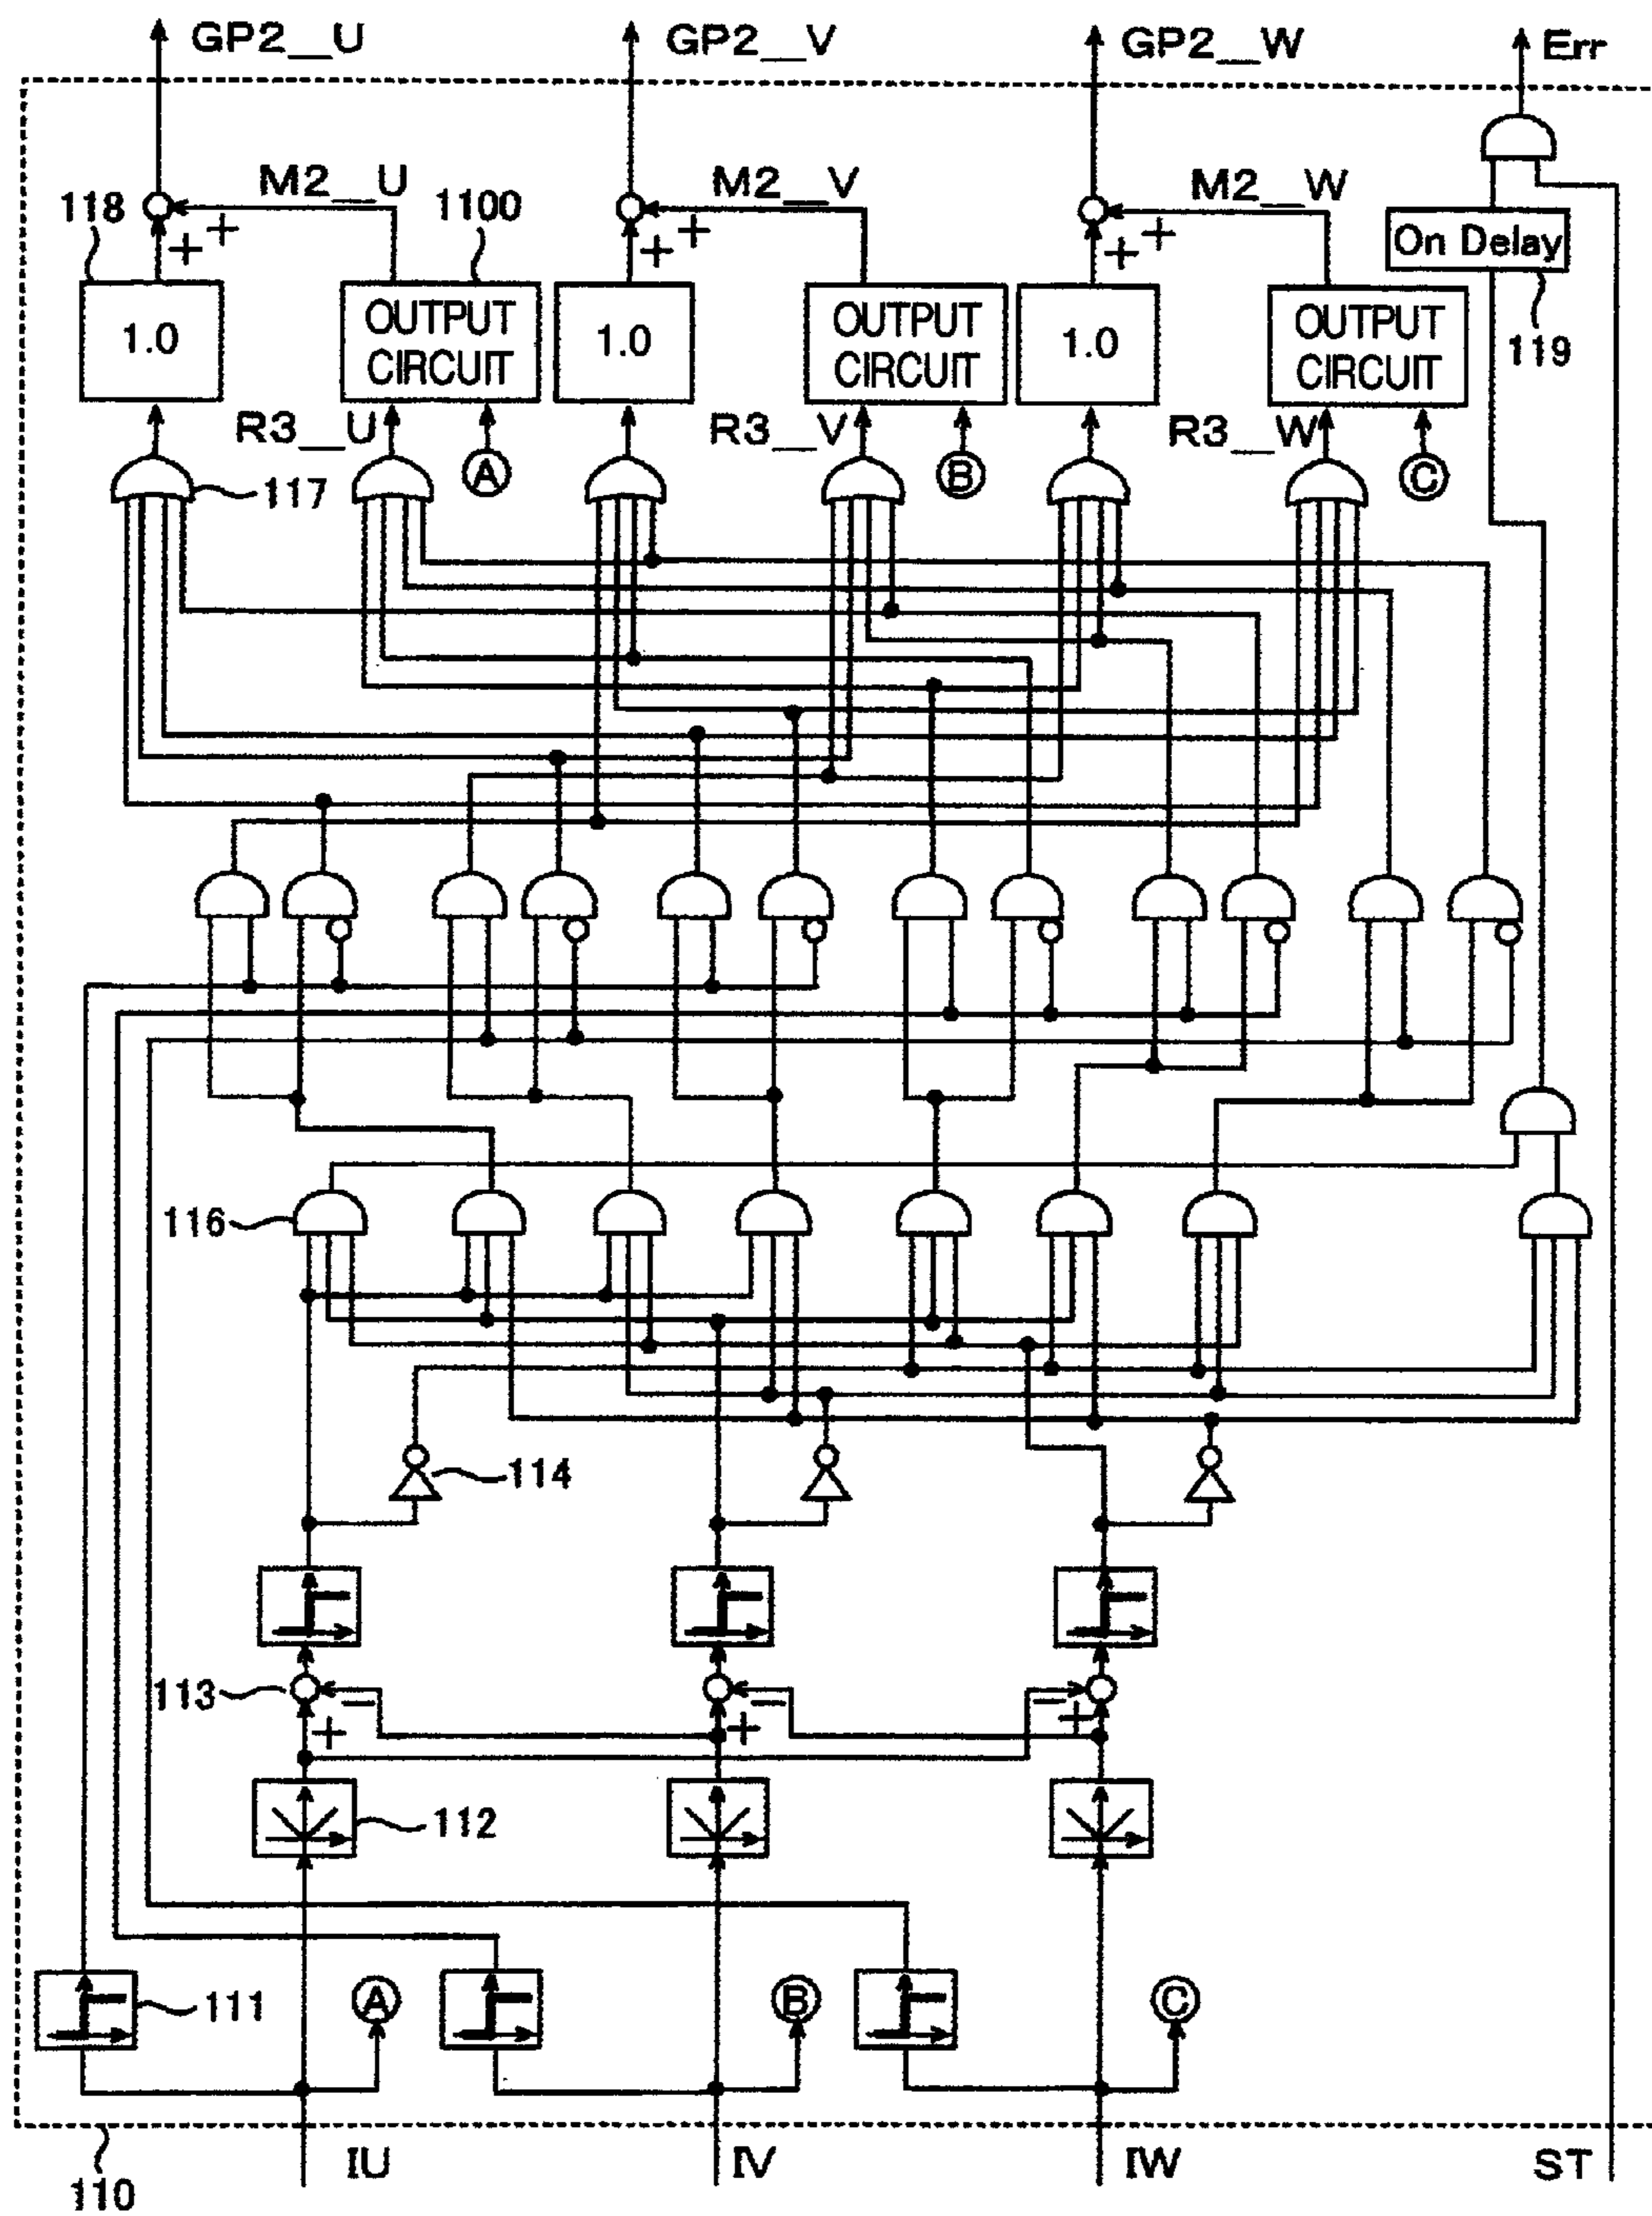 GP2__U GP2__V GP2__W Err
118 M2__U 1100 M2__V M2__W
+ + + + + +
On Delay
1.0 OUTPUT CIRCUIT 1.0 OUTPUT CIRCUIT 1.0 OUTPUT CIRCUIT 119
R3__U R3__V R3__W
A B C
117
116
114
113 − − −
+ + +
112
111 A B C
IU IV IW ST
110